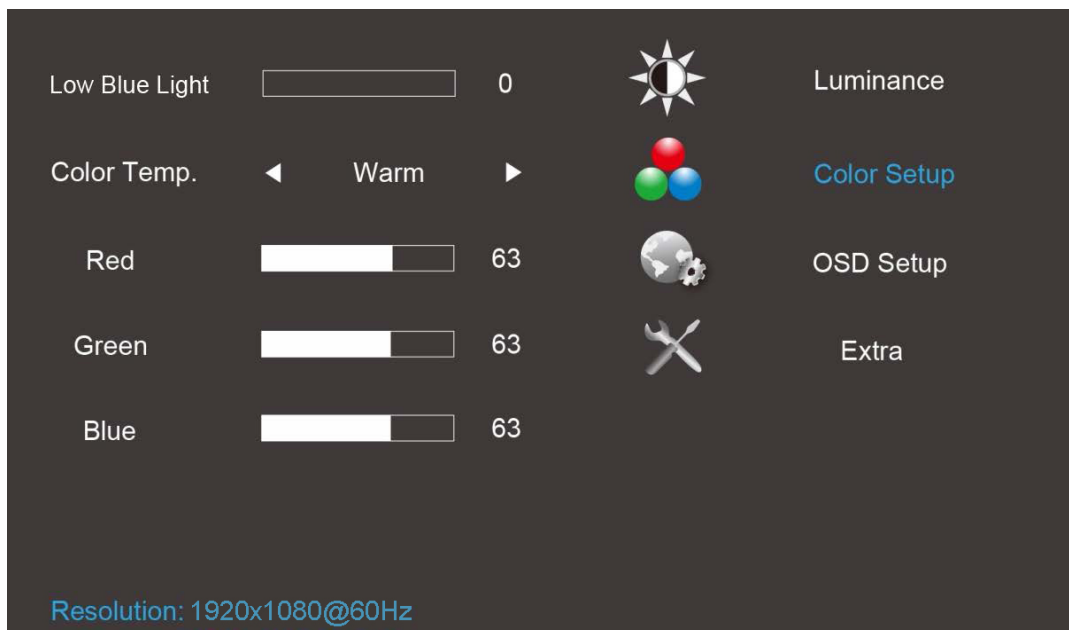 Low Blue Light 0 Luminance
Color Temp. Warm Color Setup
Red 63 OSD Setup
Green 63 Extra
Blue 63
Resolution: 1920x1080@60Hz